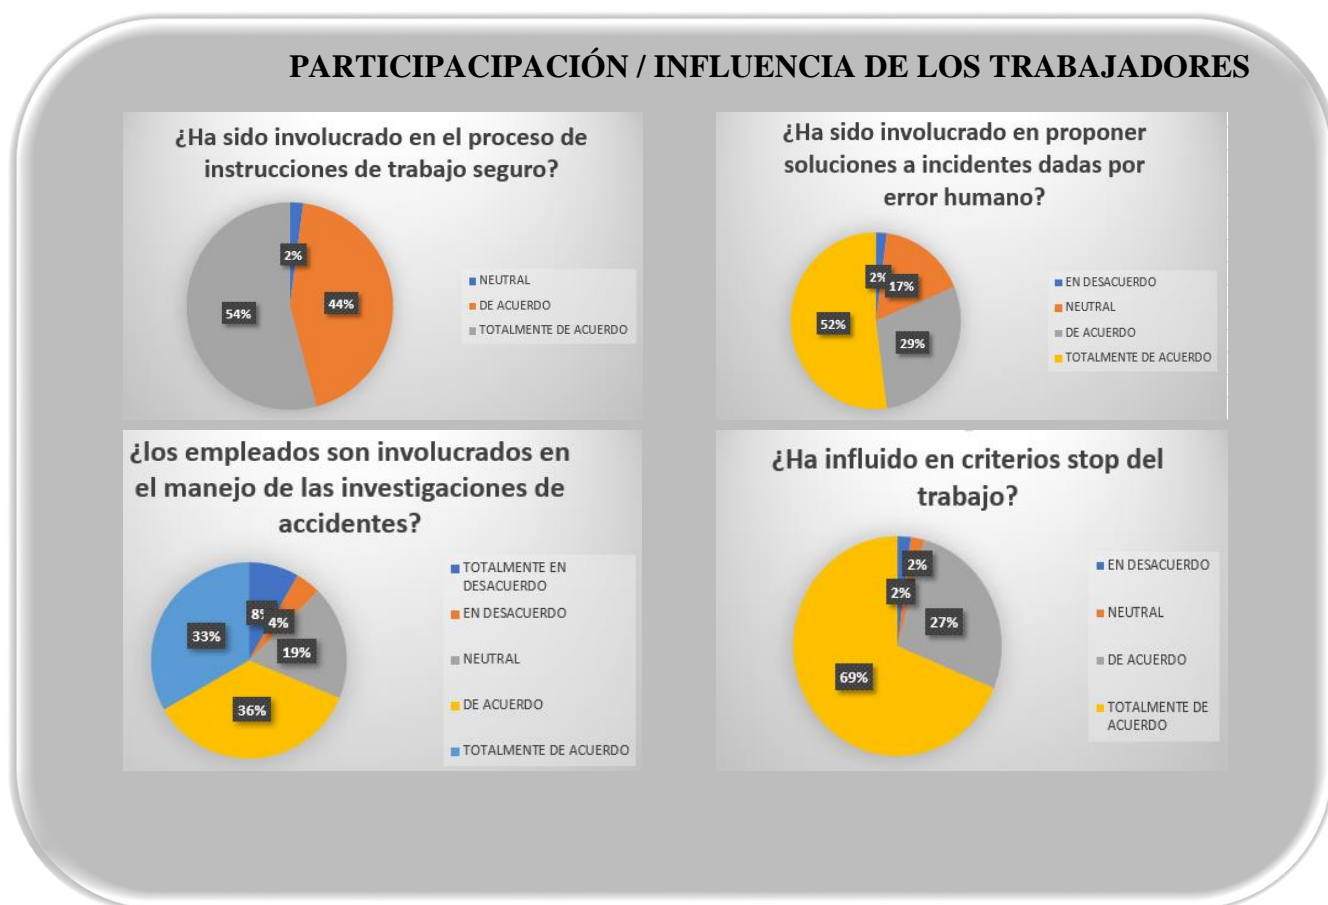 PARTICIPACIPACIÓN / INFLUENCIA DE LOS TRABAJADORES
¿Ha sido involucrado en el proceso de
instrucciones de trabajo seguro?
2%
44%
54%
NEUTRAL
DE ACUERDO
TOTALMENTE DE ACUERDO
¿Ha sido involucrado en proponer
soluciones a incidentes dadas por
error humano?
2%
17%
52%
29%
EN DESACUERDO
NEUTRAL
DE ACUERDO
TOTALMENTE DE ACUERDO
¿los empleados son involucrados en
el manejo de las investigaciones de
accidentes?
8%
4%
33%
19%
36%
TOTALMENTE EN
DESACUERDO
EN DESACUERDO
NEUTRAL
DE ACUERDO
TOTALMENTE DE ACUERDO
¿Ha influido en criterios stop del
trabajo?
2%
2%
27%
69%
EN DESACUERDO
NEUTRAL
DE ACUERDO
TOTALMENTE DE
ACUERDO